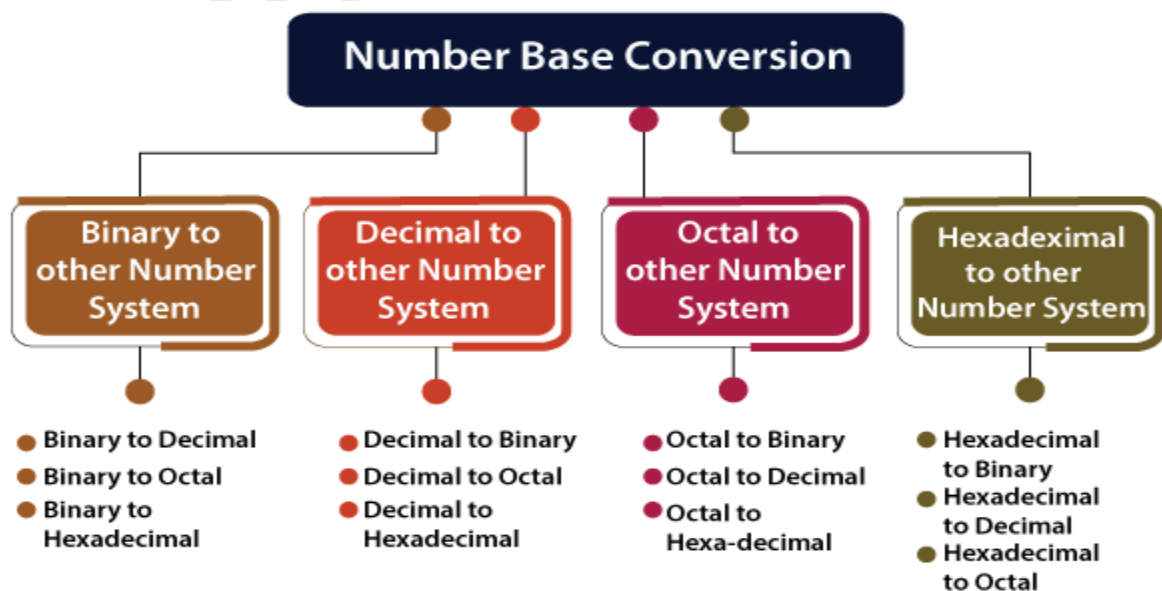 Number Base Conversion
Binary to
other Number
System
Decimal to
other Number
System
Octal to
other Number
System
Hexadeximal
to other
Number System
Binary to Decimal
Binary to Octal
Binary to
Hexadecimal
Decimal to Binary
Decimal to Octal
Decimal to
Hexadecimal
Octal to Binary
Octal to Decimal
Octal to
Hexa-decimal
Hexadecimal
to Binary
Hexadecimal
to Decimal
Hexadecimal
to Octal